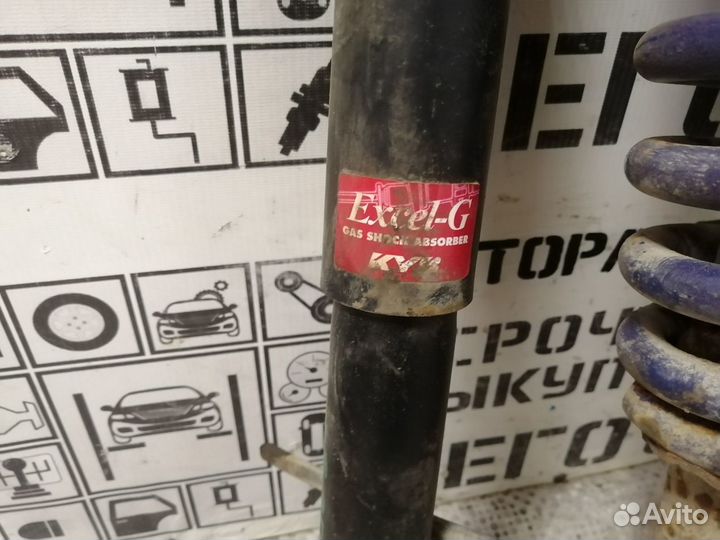 ЕГО
Excel-G
GAS SHOCK ABSORBER
KYB
ТОРА
СРОЧ
ЫКУП
ЕГО
Avito